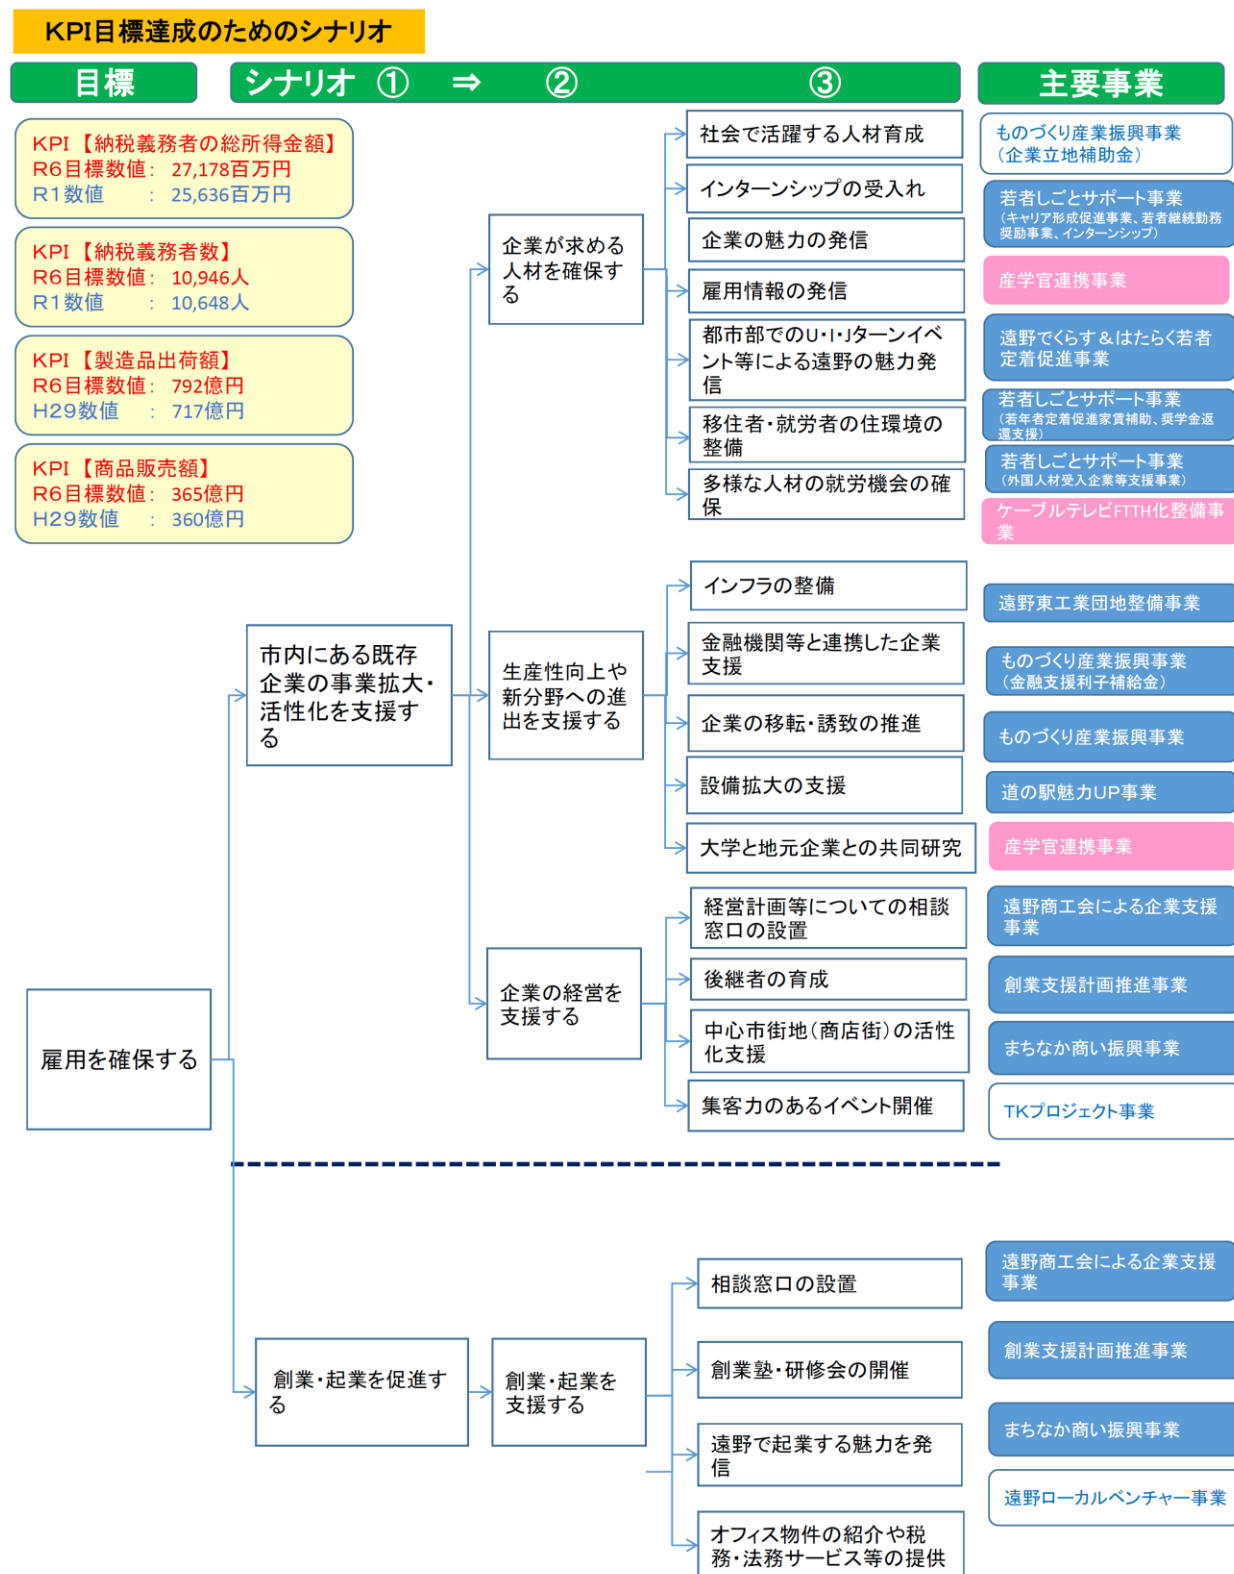 KPI目標達成のためのシナリオ
目標
シナリオ ① ⇒ ②　③
主要事業
KPI【納税義務者の総所得金額】
R6目標数値： 27,178百万円
R1数値 ： 25,636百万円
KPI【納税義務者数】
R6目標数値： 10,946人
R1数値 ： 10,648人
KPI【製造品出荷額】
R6目標数値： 792億円
H29数値 ： 717億円
KPI【商品販売額】
R6目標数値： 365億円
H29数値 ： 360億円
雇用を確保する
市内にある既存
企業の事業拡大・
活性化を支援す
る
企業が求める
人材を確保す
る
社会で活躍する人材育成
インターンシップの受入れ
企業の魅力の発信
雇用情報の発信
都市部でのU・I・Jターンイベ
ント等による遠野の魅力発
信
移住者・就労者の住環境の
整備
多様な人材の就労機会の確
保
ものづくり産業振興事業
（企業立地補助金）
若者しごとサポート事業
（キャリア形成促進事業、若者継続勤務
奨励事業、インターンシップ）
産学官連携事業
遠野でくらす＆はたらく若者
定着促進事業
若者しごとサポート事業
（若年者定着促進家賃補助、奨学金返
還支援）
若者しごとサポート事業
（外国人材受入企業等支援事業）
ケーブルテレビFTTH化整備事
業
生産性向上や
新分野への進
出を支援する
インフラの整備
金融機関等と連携した企業
支援
企業の移転・誘致の推進
設備拡大の支援
大学と地元企業との共同研究
遠野東工業団地整備事業
ものづくり産業振興事業
（金融支援利子補給金）
ものづくり産業振興事業
道の駅魅力UP事業
産学官連携事業
企業の経営を
支援する
経営計画等についての相談
窓口の設置
後継者の育成
中心市街地（商店街）の活性
化支援
集客力のあるイベント開催
遠野商工会による企業支援
事業
創業支援計画推進事業
まちなか商い振興事業
TKプロジェクト事業
創業・起業を促進す
る
創業・起業を
支援する
相談窓口の設置
創業塾・研修会の開催
遠野で起業する魅力を発
信
オフィス物件の紹介や税
務・法務サービス等の提供
遠野商工会による企業支援
事業
創業支援計画推進事業
まちなか商い振興事業
遠野ローカルベンチャー事業